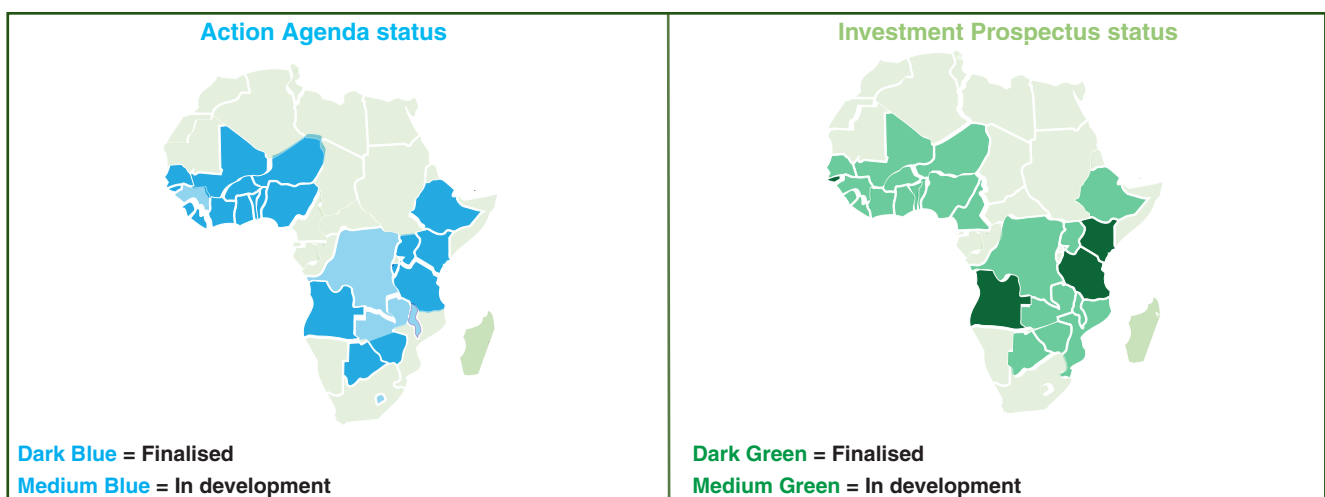 Action Agenda status
Dark Blue = Finalised
Medium Blue = In development
Investment Prospectus status
Dark Green = Finalised
Medium Green = In development